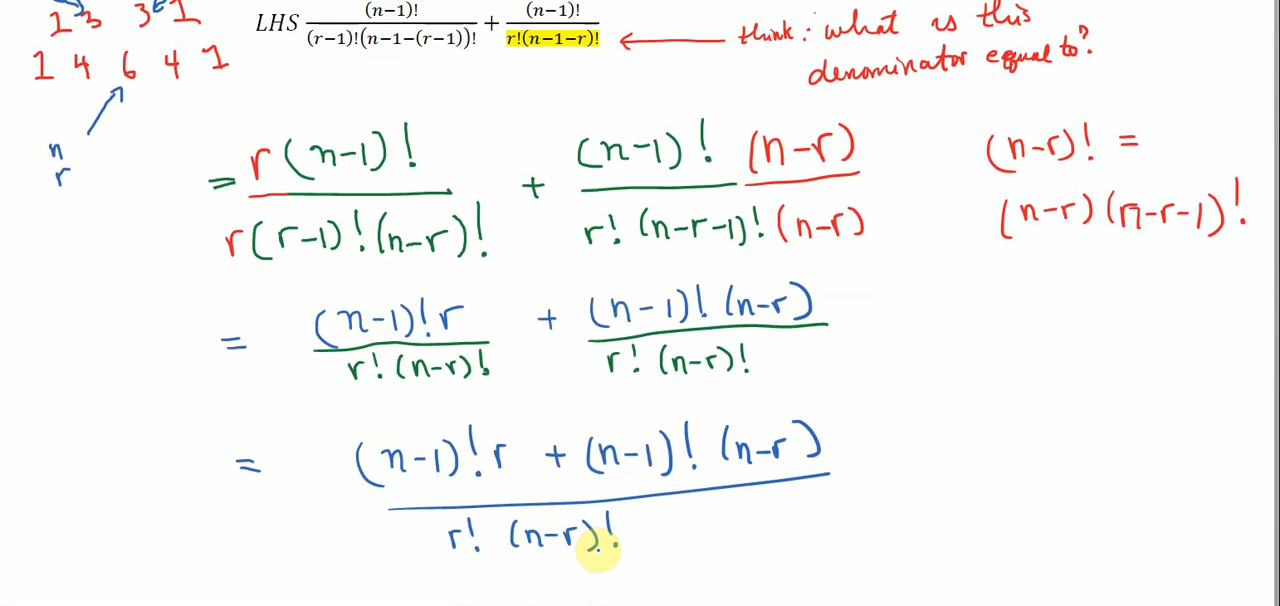 1 3 3 1
LHS (n−1)!/((r−1)!(n−1−(r−1))!) + (n−1)!/(r!(n−1−r)!) ← think: what is this
denominator equal to?
1 4 6 4 1
n
r
= r(n-1)!/(r(r-1)!(n-r)!) + (n-1)!(n-r)/(r!(n-r-1)!(n-r))
(n-r)! =
(n-r)(n-r-1)!
= (n-1)!r/(r!(n-r)!) + (n-1)!(n-r)/(r!(n-r)!)
= ((n-1)!r + (n-1)!(n-r))/(r!(n-r)!)